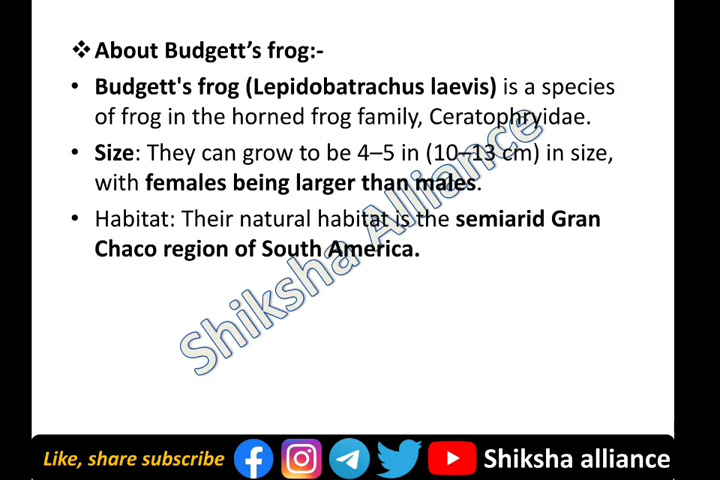 ❖ About Budgett's frog:-
• Budgett's frog (Lepidobatrachus laevis) is a species
of frog in the horned frog family, Ceratophryidae.
• Size: They can grow to be 4–5 in (10–13 cm) in size,
with females being larger than males.
• Habitat: Their natural habitat is the semiarid Gran
Chaco region of South America.
Shiksha Alliance
Like, share subscribe
Shiksha alliance